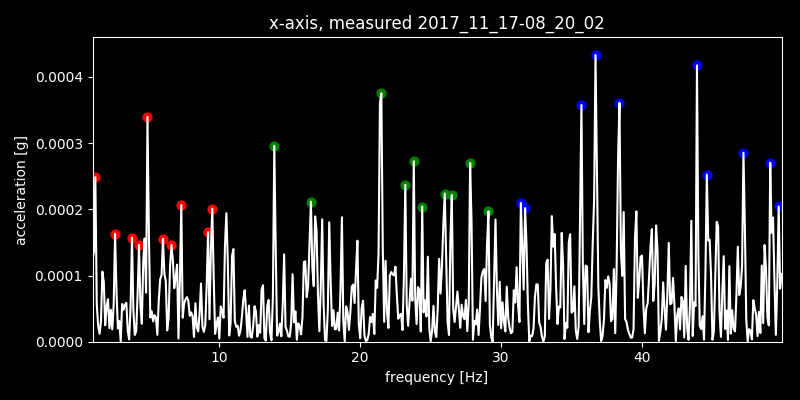 x-axis, measured 2017_11_17-08_20_02
acceleration [g]
0.0004
0.0003
0.0002
0.0001
0.0000
10 20 30 40
frequency [Hz]